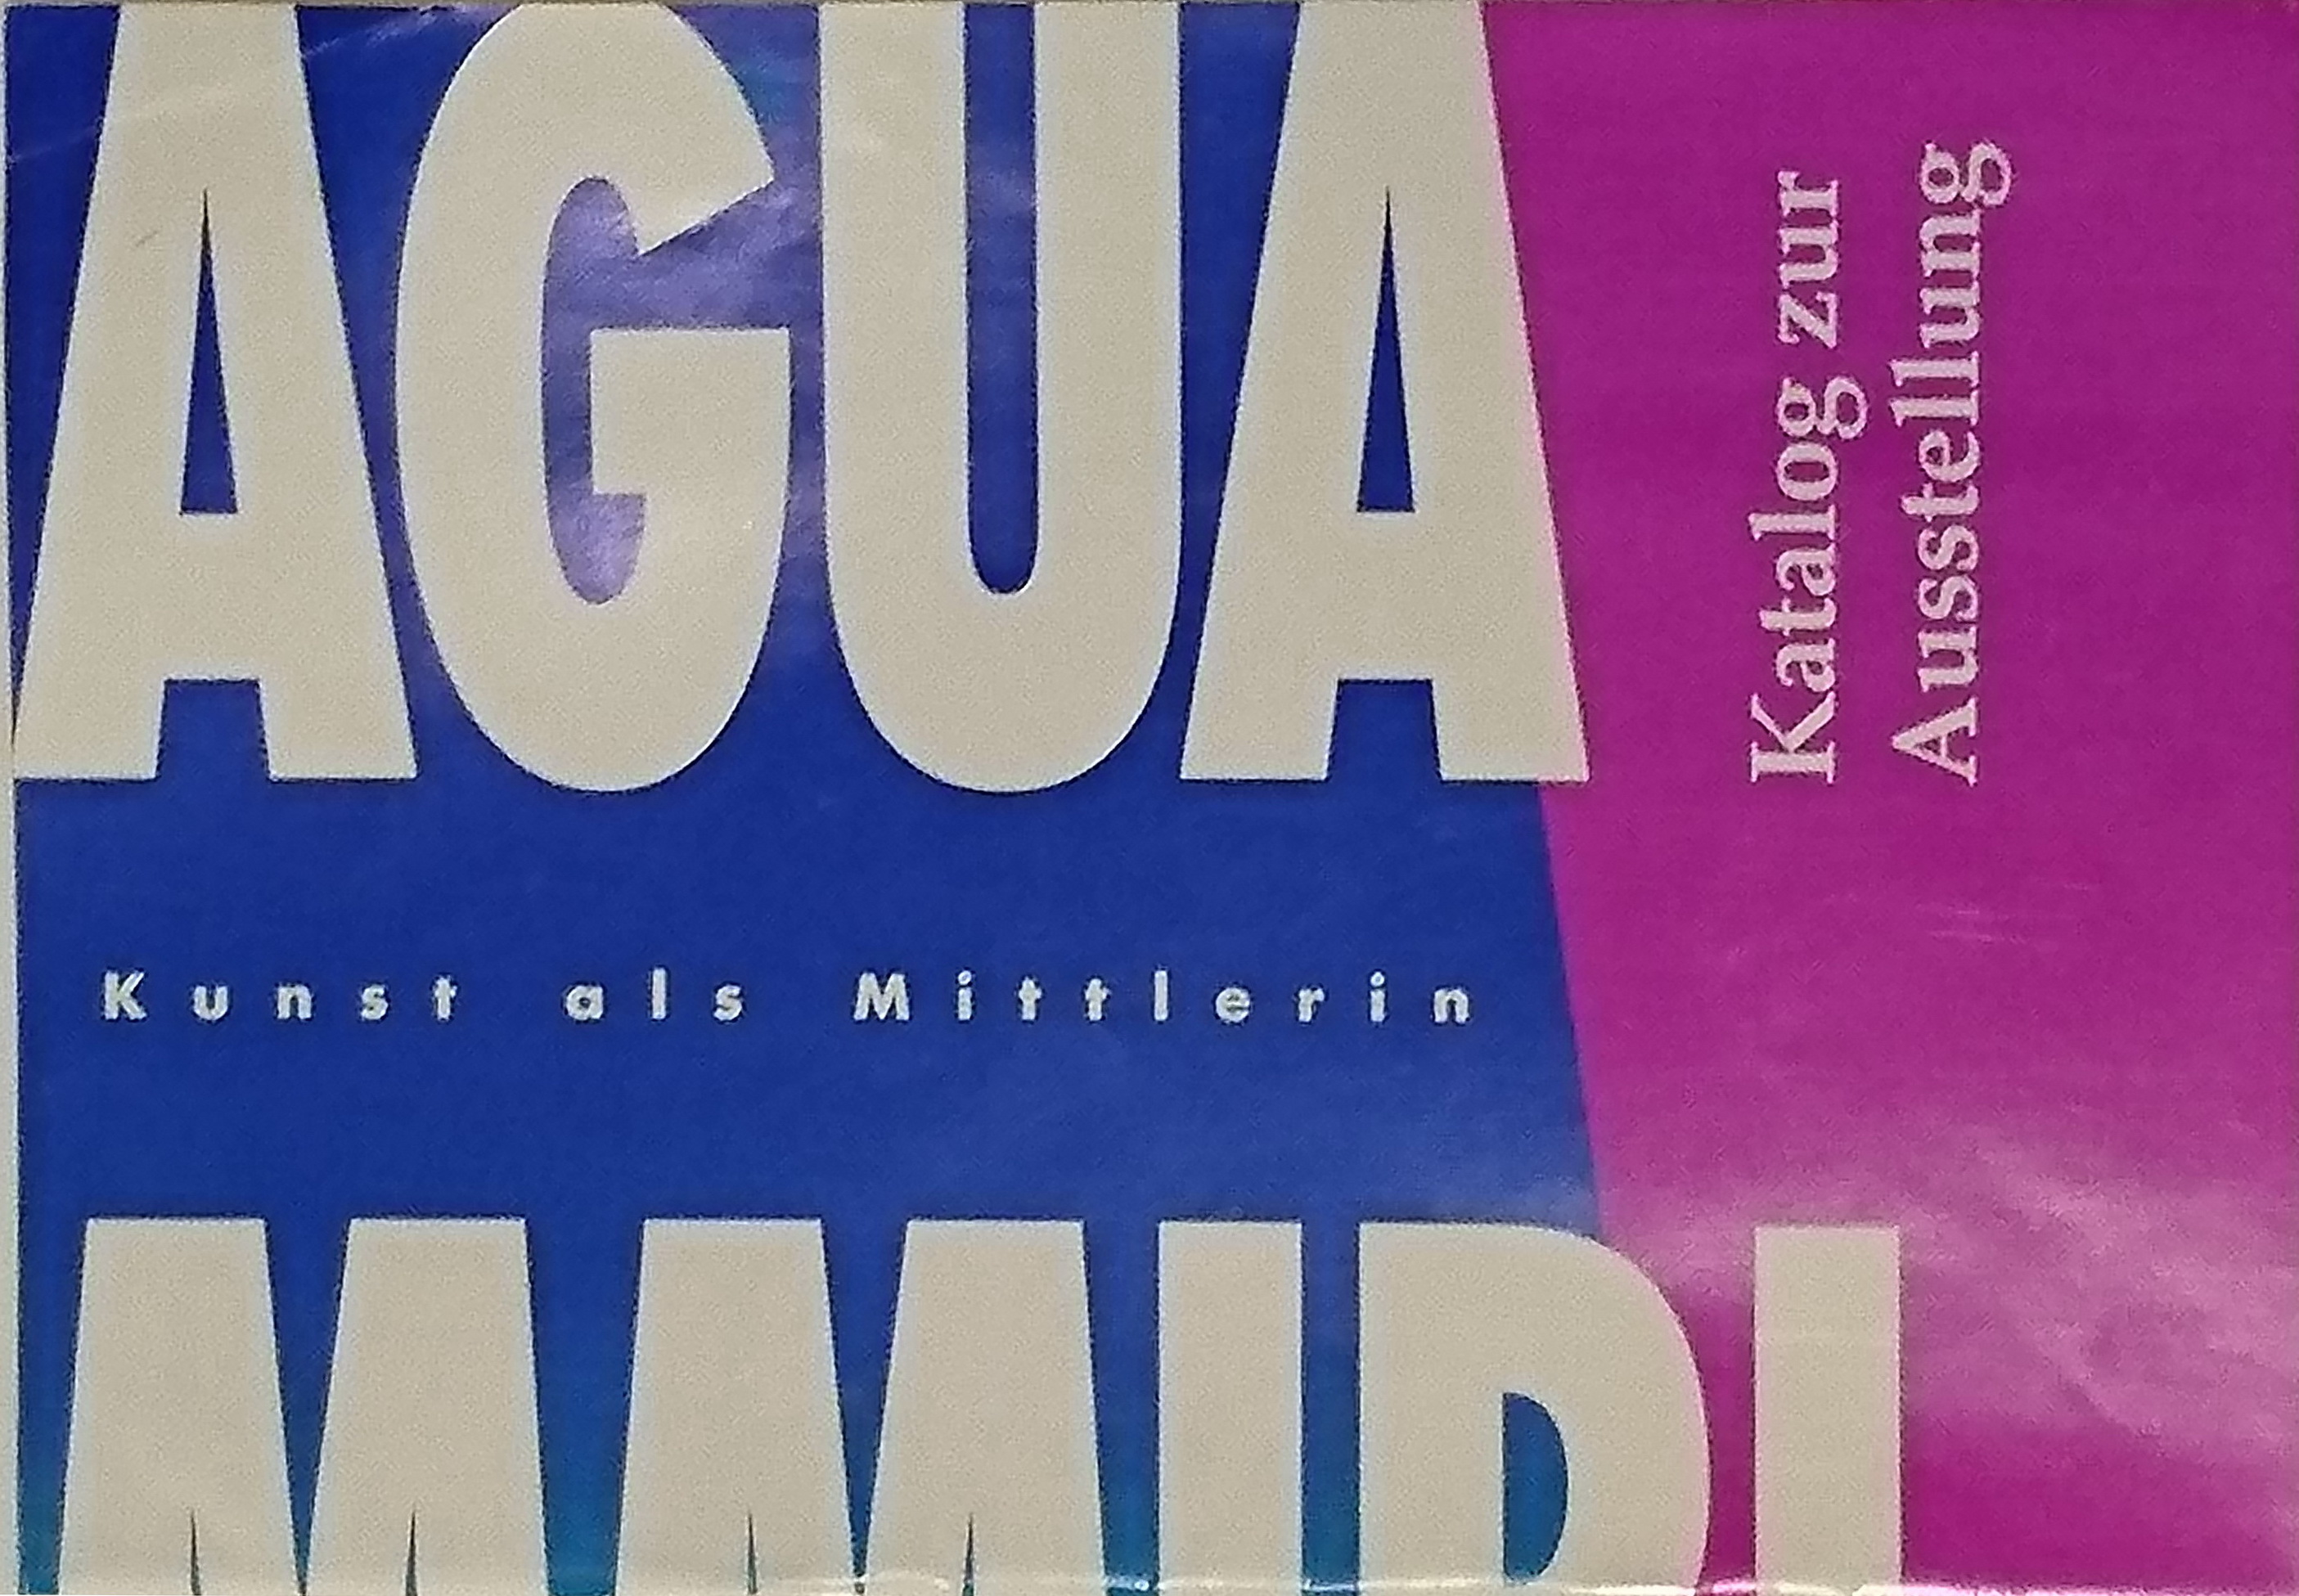 AGUA
Kunst als Mittlerin
Katalog zur
Ausstellung